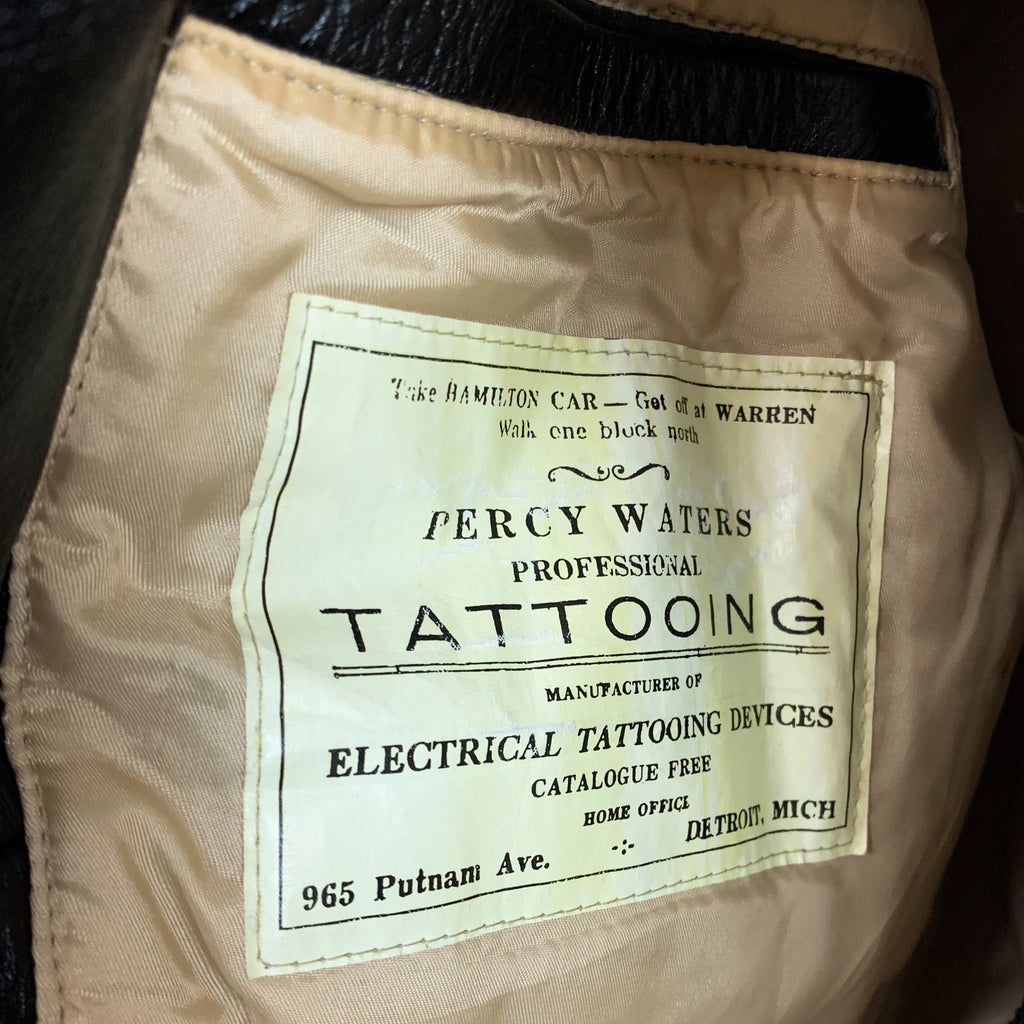 Take HAMILTON CAR — Get off at WARREN
Walk one block north
PERCY WATERS
PROFESSIONAL
TATTOOING
MANUFACTURER OF
ELECTRICAL TATTOOING DEVICES
CATALOGUE FREE
HOME OFFICE
965 Putnam Ave. DETROIT, MICH